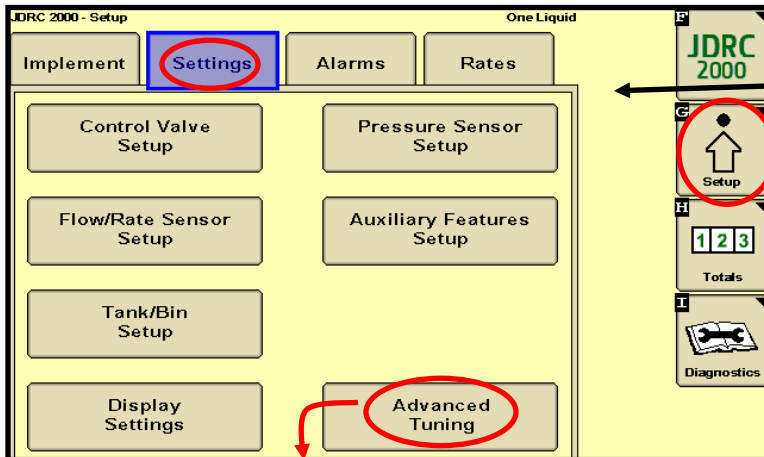 JDRC 2000 - Setup
One Liquid
Implement
Settings
Alarms
Rates
Control Valve
Setup
Pressure Sensor
Setup
Flow/Rate Sensor
Setup
Auxiliary Features
Setup
Tank/Bin
Setup
Display
Settings
Advanced
Tuning
F
JDRC
2000
G
Setup
H
1 2 3
Totals
I
Diagnostics